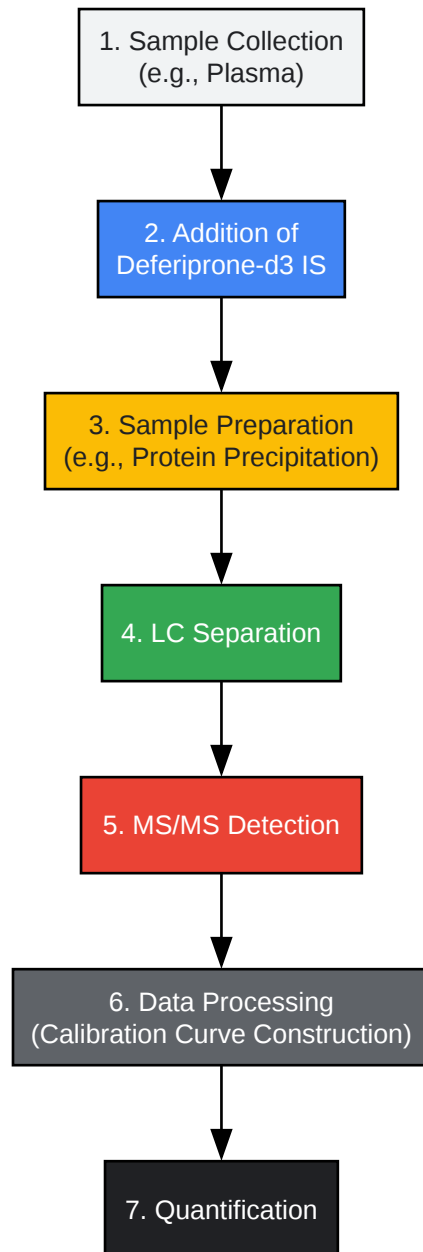 1. Sample Collection
(e.g., Plasma)
2. Addition of
Deferiprone-d3 IS
3. Sample Preparation
(e.g., Protein Precipitation)
4. LC Separation
5. MS/MS Detection
6. Data Processing
(Calibration Curve Construction)
7. Quantification